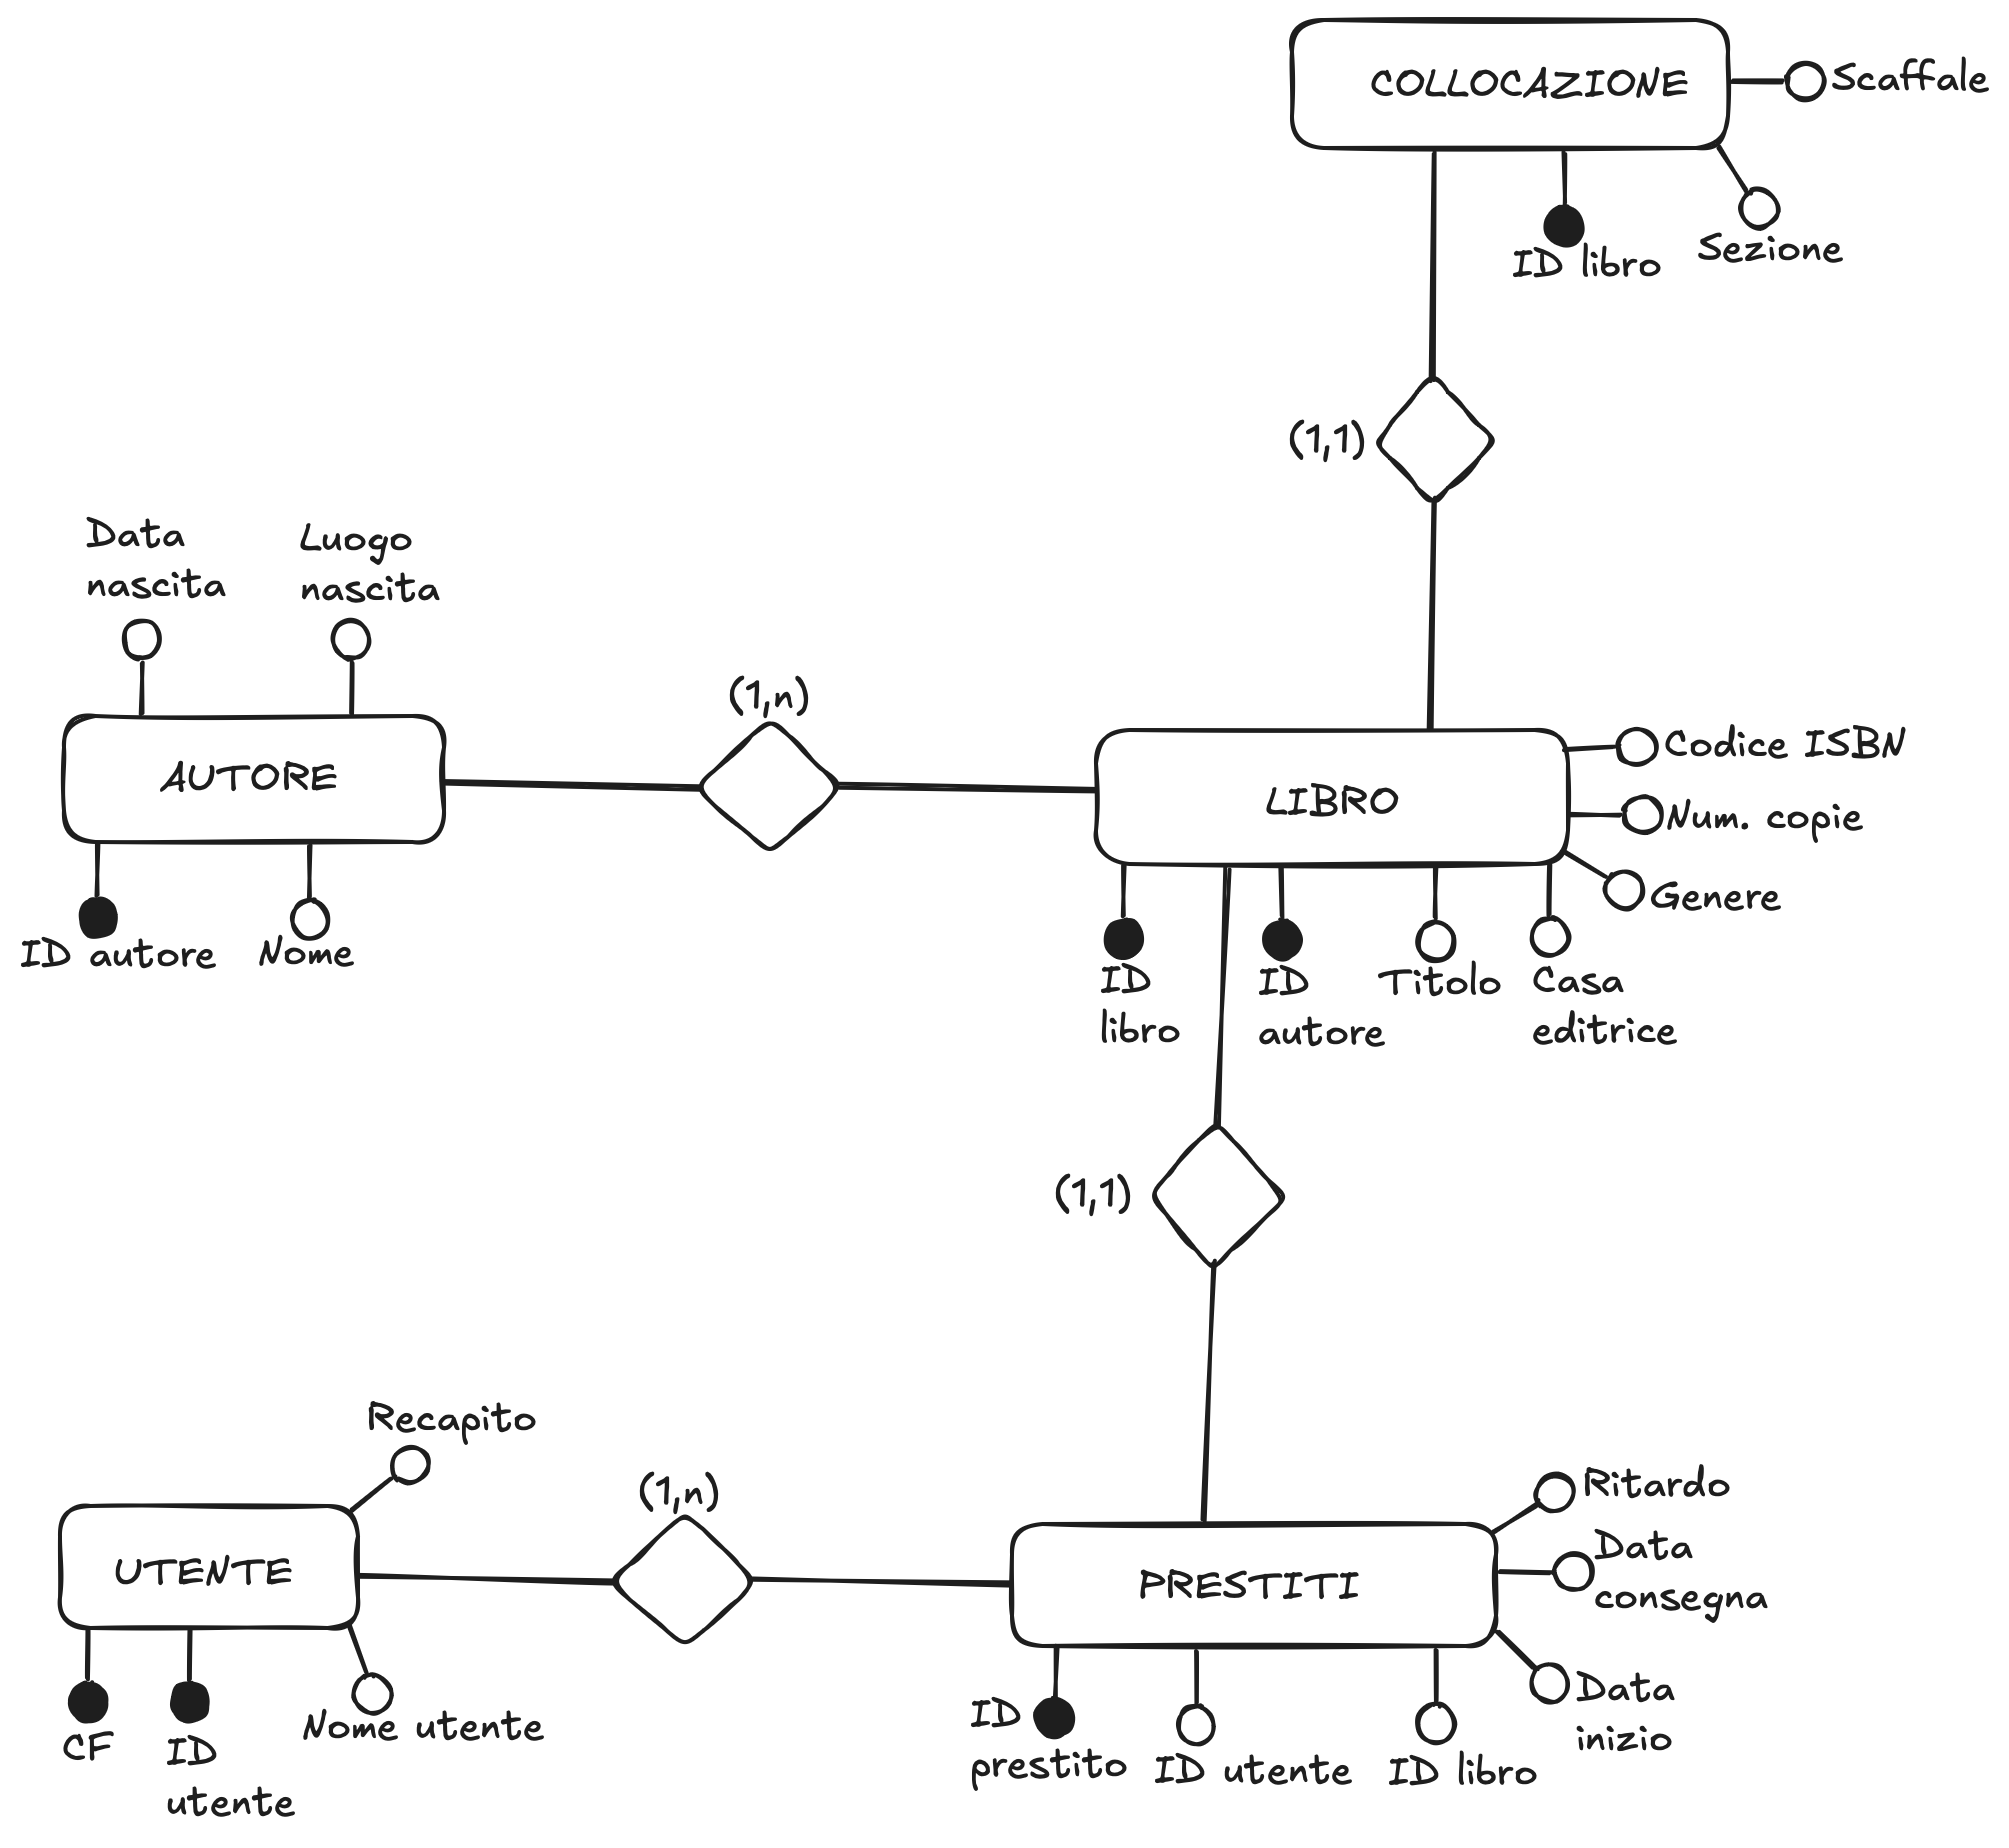 COLLOCAZIONE
Scaffale
ID libro
Sezione
(1,1)
Data
nascita
Luogo
nascita
AUTORE
ID autore
Nome
(1,n)
LIBRO
Codice ISBN
Num. copie
Genere
ID
libro
ID
autore
Titolo
Casa
editrice
(1,1)
Recapito
UTENTE
CF
ID
utente
Nome utente
(1,n)
PRESTITI
Ritardo
Data
consegna
Data
inizio
ID
prestito
ID utente
ID libro